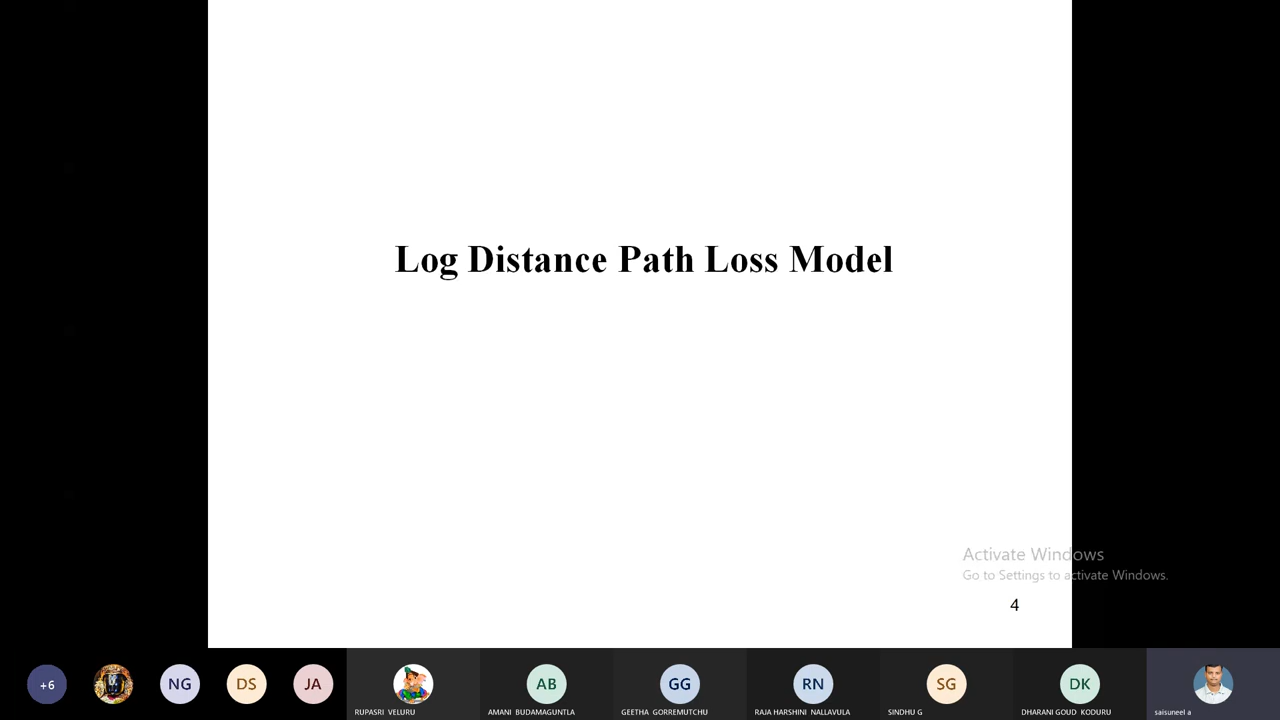 Log Distance Path Loss Model
Activate Windows
Go to Settings to activate Windows.
4
+6
NG
DS
JA
RUPASRI VELURU
AB
AMANI BUDAMAGUNTLA
GG
GEETHA GORREMUTCHU
RN
RAJA HARSHINI NALLAVULA
SG
SINDHU G
DK
DHARANI GOUD KODURU
saisuneel a